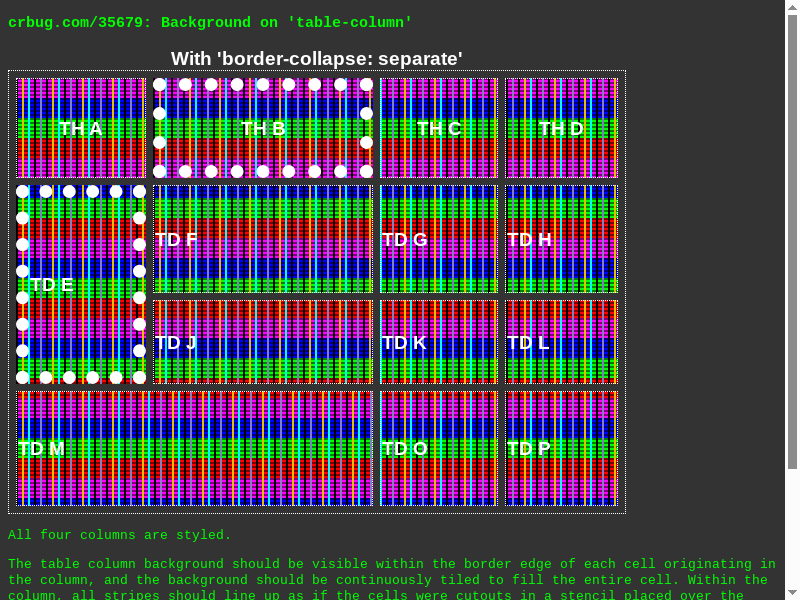 crbug.com/35679: Background on 'table-column'
With 'border-collapse: separate'
TH A TH B TH C TH D
TD F TD G TD H
TD E
TD J TD K TD L
TD M TD O TD P
All four columns are styled.
The table column background should be visible within the border edge of each cell originating in
the column, and the background should be continuously tiled to fill the entire cell. Within the
column, all stripes should line up as if the cells were cutouts in a stencil placed over the